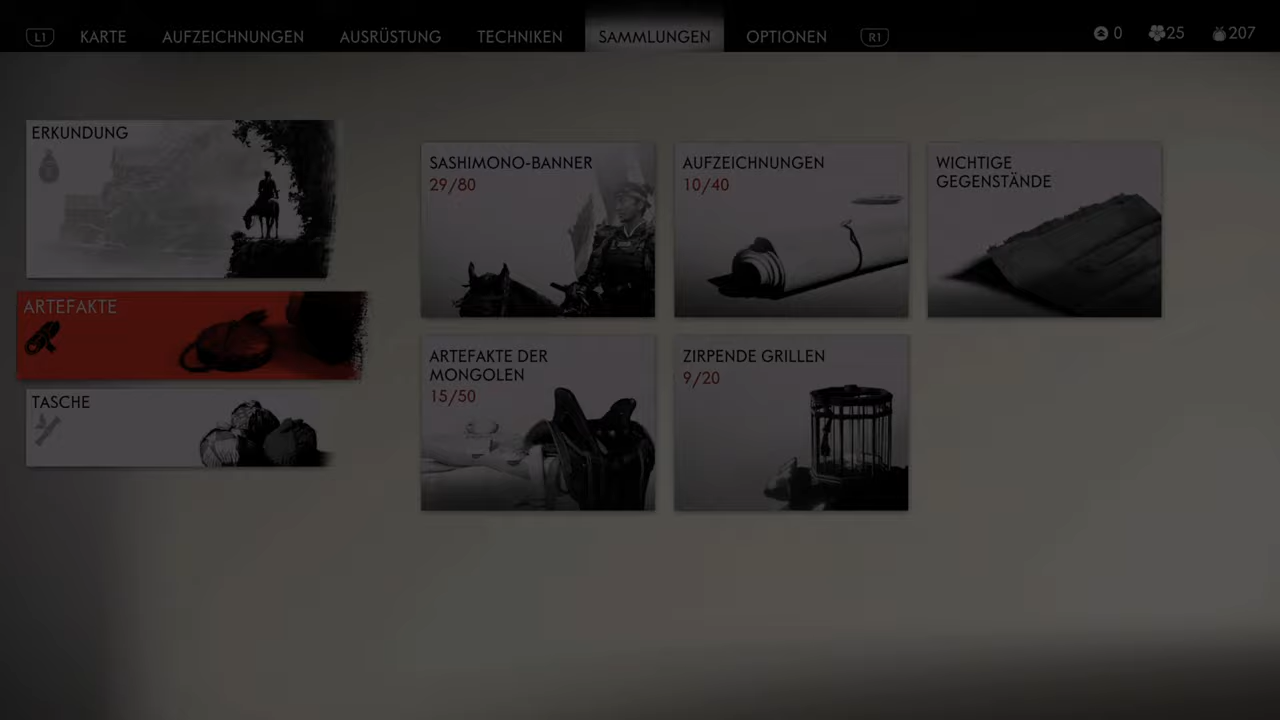 L1 KARTE AUFZEICHNUNGEN AUSRÜSTUNG TECHNIKEN SAMMLUNGEN OPTIONEN R1 0 25 207
ERKUNDUNG
ARTEFAKTE
TASCHE
SASHIMONO-BANNER
29/80
AUFZEICHNUNGEN
10/40
WICHTIGE
GEGENSTÄNDE
ARTEFAKTE DER
MONGOLEN
15/50
ZIRPENDE GRILLEN
9/20